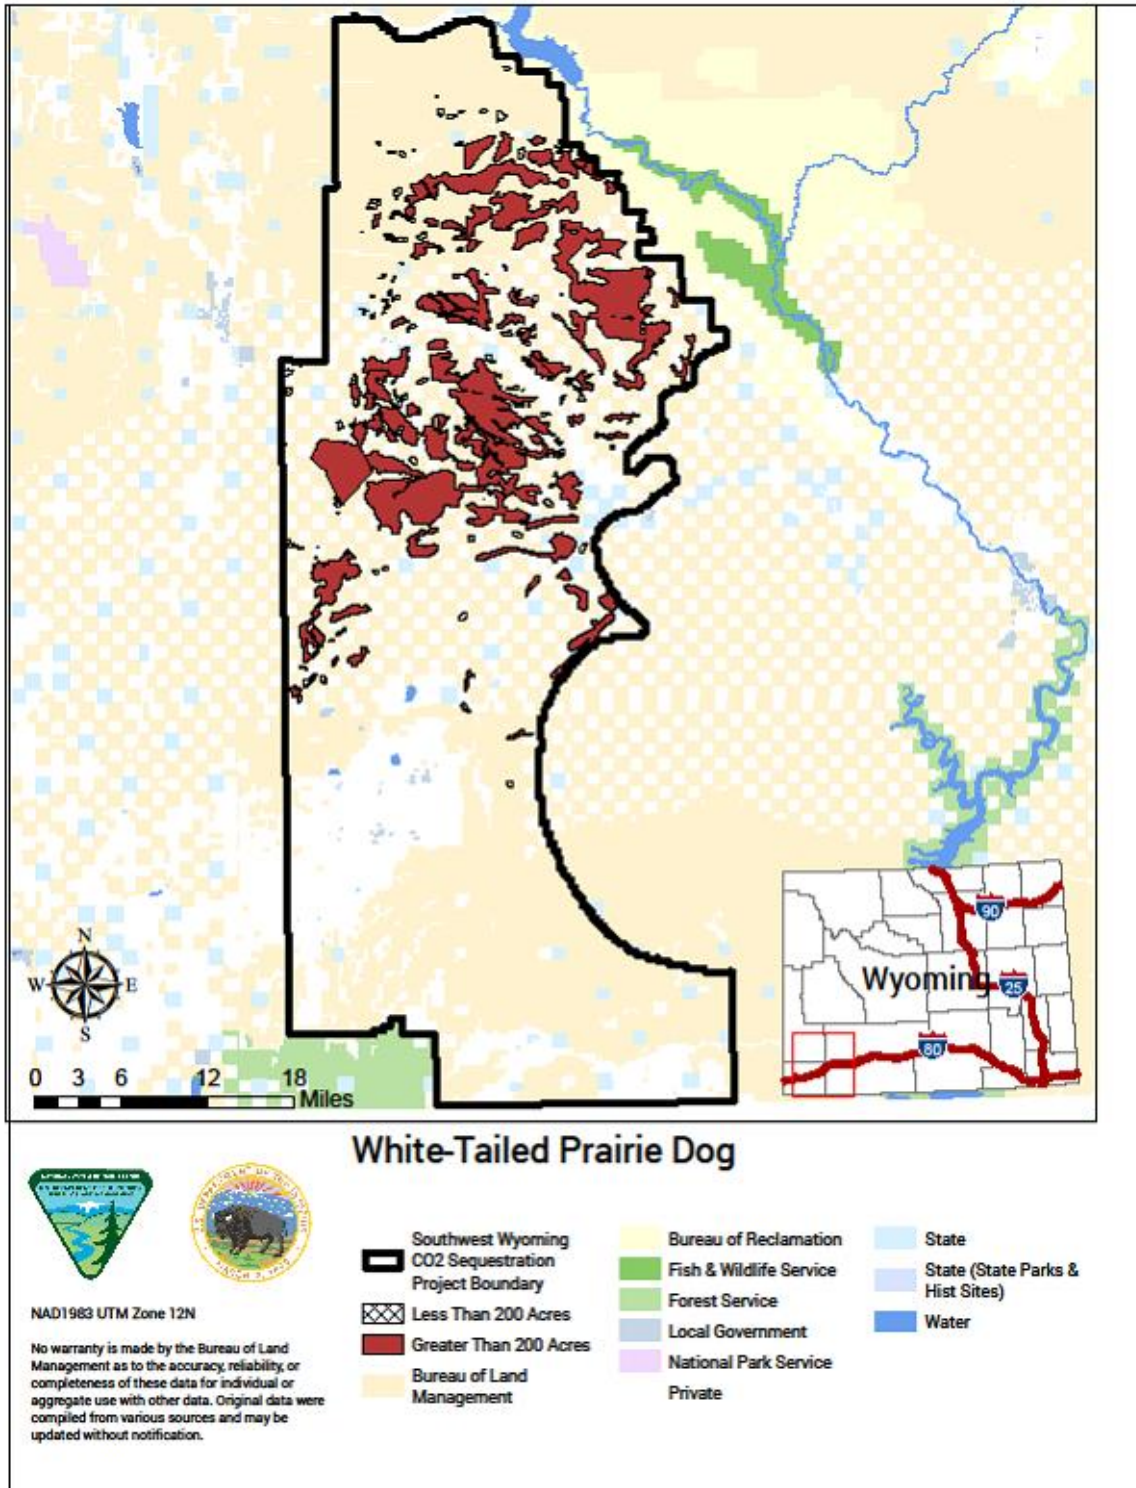 N
W
E
S
0 3 6 12 18
Miles
Wyoming
90
25
80
White-Tailed Prairie Dog
NAD1983 UTM Zone 12N
No warranty is made by the Bureau of Land
Management as to the accuracy, reliability, or
completeness of these data for individual or
aggregate use with other data. Original data were
compiled from various sources and may be
updated without notification.
Southwest Wyoming
CO2 Sequestration
Project Boundary
Less Than 200 Acres
Greater Than 200 Acres
Bureau of Land
Management
Bureau of Reclamation
Fish & Wildlife Service
Forest Service
Local Government
National Park Service
Private
State
State (State Parks &
Hist Sites)
Water